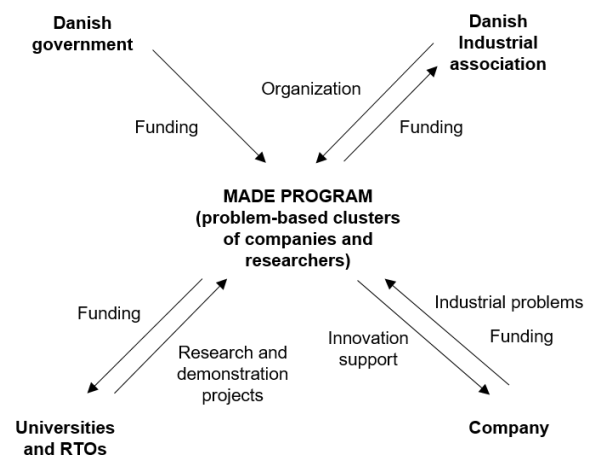 Danish
government
Danish
Industrial
association
Organization
Funding
Funding
MADE PROGRAM
(problem-based clusters
of companies and
researchers)
Funding
Research and
demonstration
projects
Innovation
support
Industrial problems
Funding
Universities
and RTOs
Company